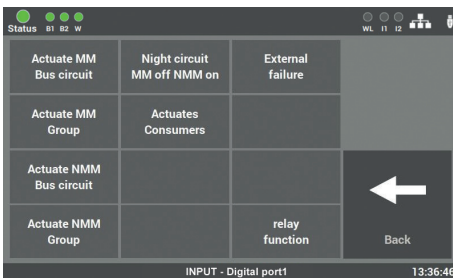 Status B1 B2 W
WL I1 I2
Actuate MM
Bus circuit
Night circuit
MM off NMM on
External
failure
Actuate MM
Group
Actuates
Consumers
Actuate NMM
Bus circuit
Actuate NMM
Group
relay
function
Back
INPUT - Digital port1
13:36:46